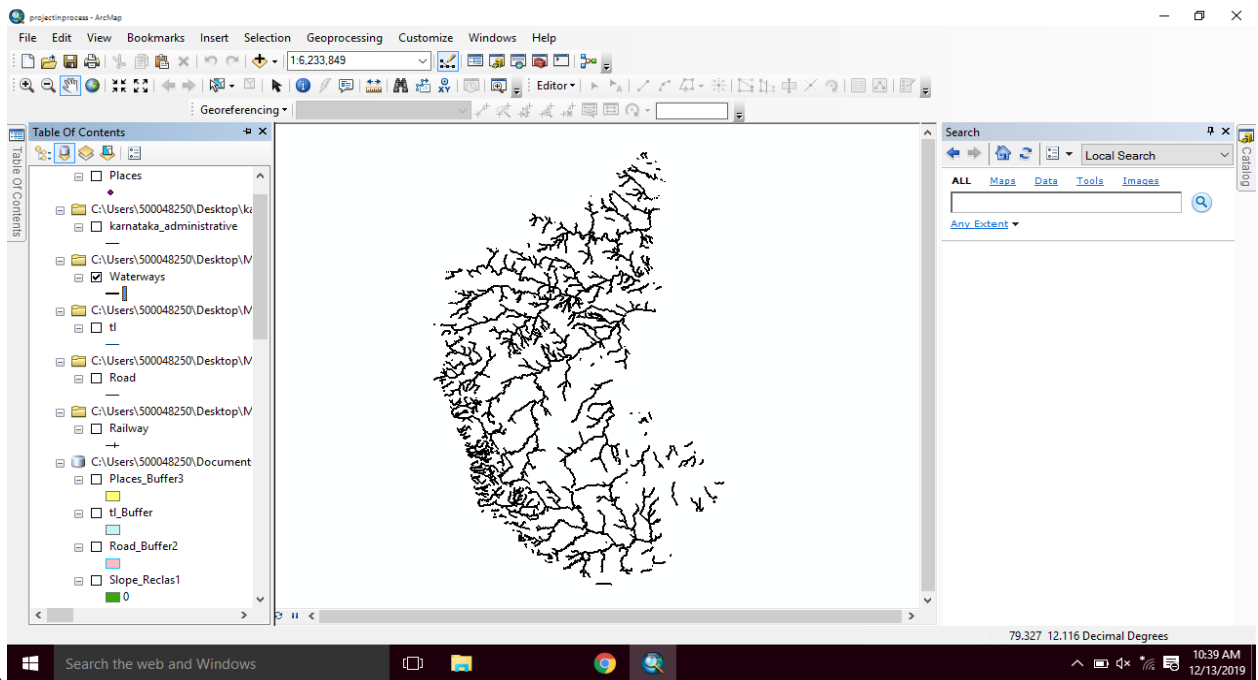 projectinprocess - ArcMap
File Edit View Bookmarks Insert Selection Geoprocessing Customize Windows Help
1:6,233,849
Editor
Georeferencing
Table Of Contents
Table Of Contents
Places
C:\Users\500048250\Desktop\ka
karnataka_administrative
C:\Users\500048250\Desktop\M
Waterways
C:\Users\500048250\Desktop\M
tl
C:\Users\500048250\Desktop\M
Road
C:\Users\500048250\Desktop\M
Railway
C:\Users\500048250\Document
Places_Buffer3
tl_Buffer
Road_Buffer2
Slope_Reclas1
0
Search
Local Search
ALL Maps Data Tools Images
Any Extent
Catalog
79.327 12.116 Decimal Degrees
Search the web and Windows
10:39 AM
12/13/2019